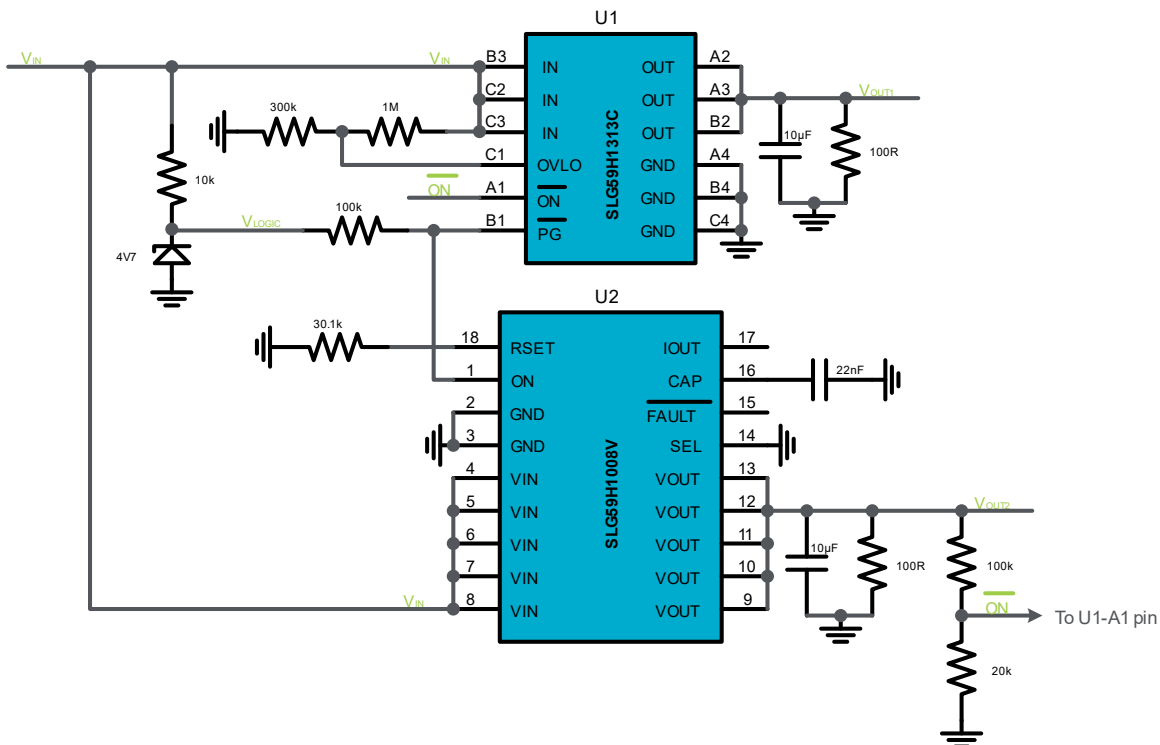 U1
VIN
VIN
B3 IN OUT A2
C2 IN OUT A3
C3 IN OUT B2
C1 OVLO GND A4
A1 ON GND B4
B1 PG GND C4
SLG59H1313C
300k
1M
10k
ON
VLOGIC
100k
4V7
VOUT1
10µF
100R
U2
30.1k
18 RSET IOUT 17
1 ON CAP 16
2 GND FAULT 15
3 GND SEL 14
4 VIN VOUT 13
5 VIN VOUT 12
6 VIN VOUT 11
7 VIN VOUT 10
8 VIN VOUT 9
SLG59H1008V
22nF
VIN
VOUT2
10µF
100R
100k
ON
To U1-A1 pin
20k